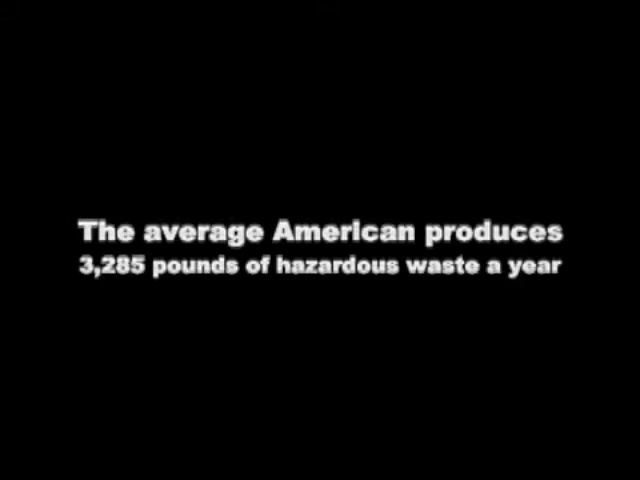 The average American produces
3,285 pounds of hazardous waste a year